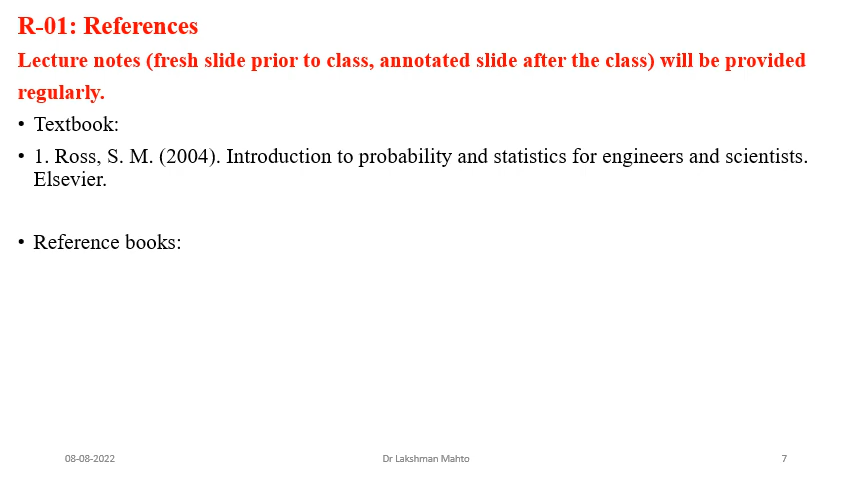 R-01: References
Lecture notes (fresh slide prior to class, annotated slide after the class) will be provided
regularly.
• Textbook:
• 1. Ross, S. M. (2004). Introduction to probability and statistics for engineers and scientists.
Elsevier.
• Reference books:
08-08-2022
Dr Lakshman Mahto
7